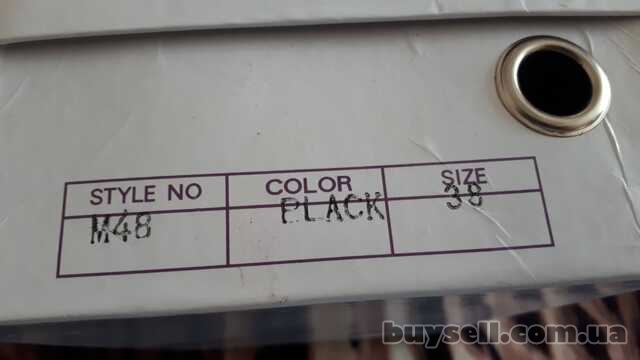 STYLE NO COLOR SIZE
M48 BLACK 38
buysell.com.ua